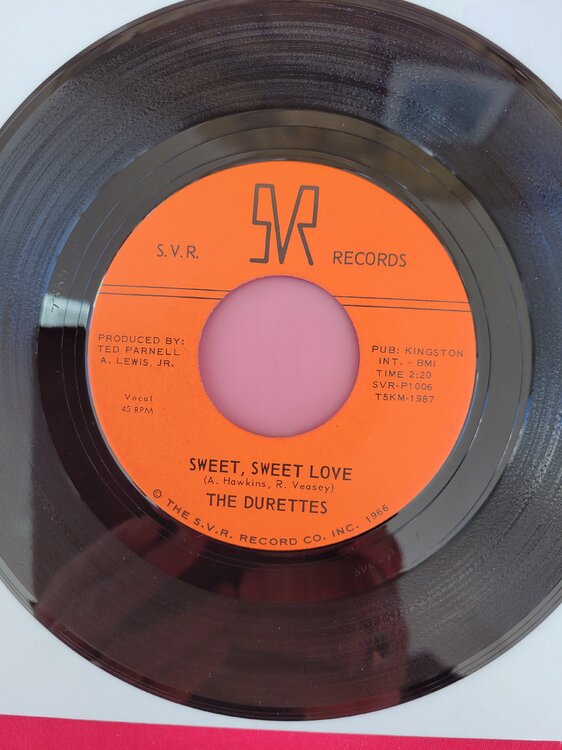 SVR
S.V.R. RECORDS
PRODUCED BY:
TED PARNELL
A. LEWIS, JR.
Vocal
45 RPM
PUB: KINGSTON
INT. - BMI
TIME 2:20
SVR-P1006
T5KM-1987
SWEET, SWEET LOVE
(A. Hawkins, R. Veasey)
THE DURETTES
© THE S.V.R. RECORD CO. INC. 1966